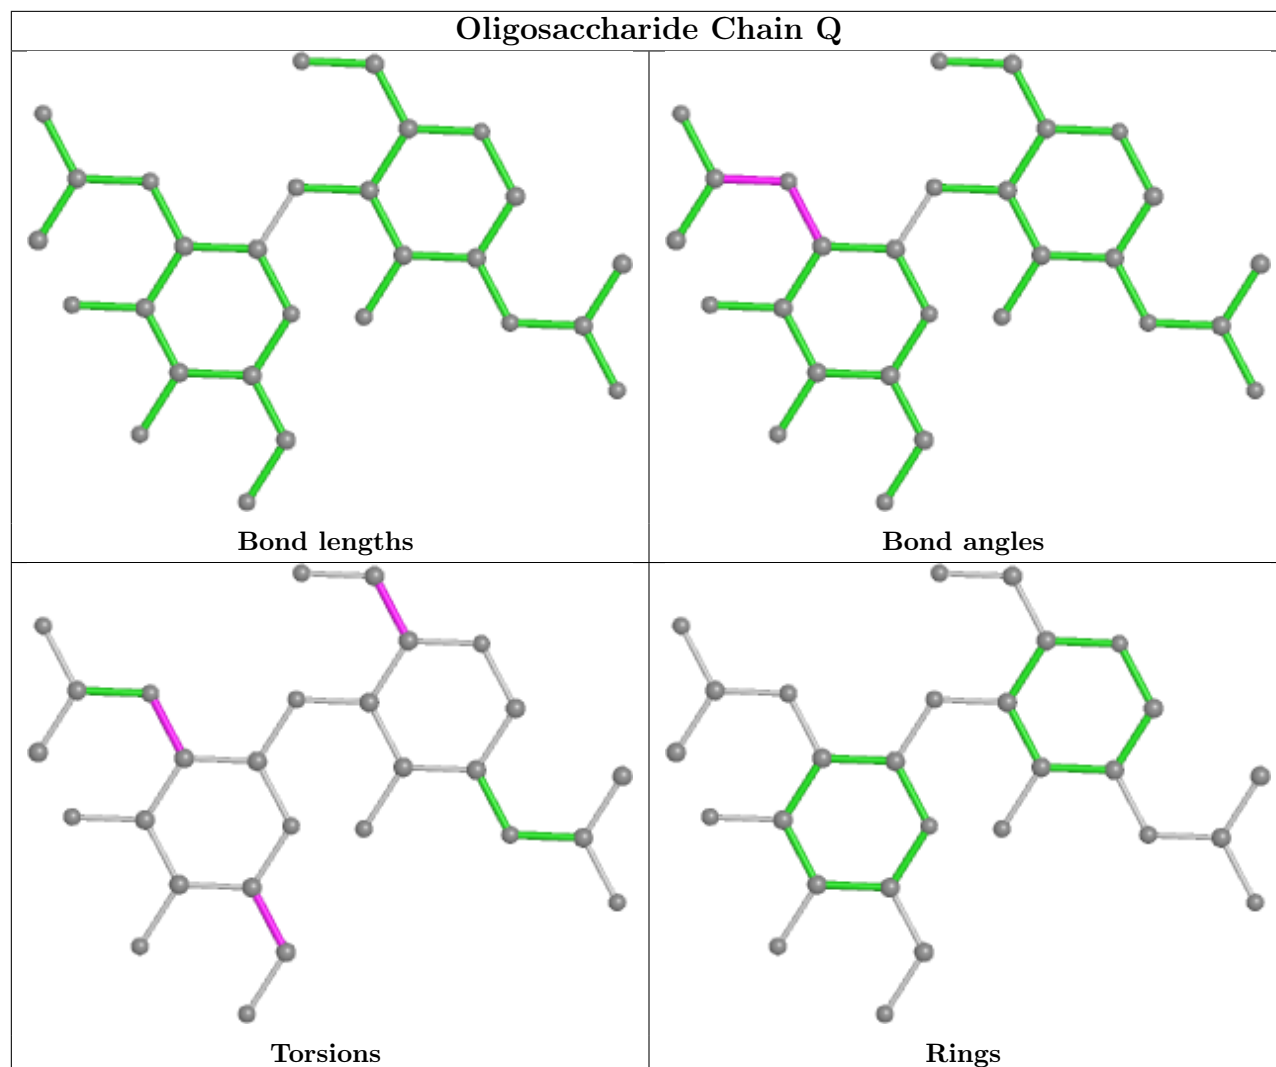 Oligosaccharide Chain Q
Bond lengths
Bond angles
Torsions
Rings